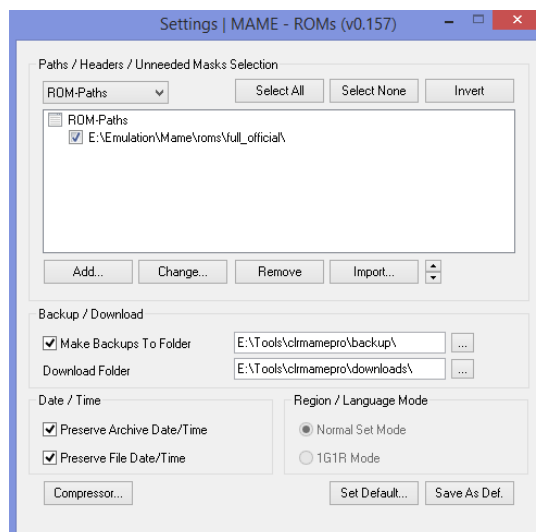 Settings | MAME - ROMs (v0.157)
Paths / Headers / Unneeded Masks Selection
ROM-Paths Select All Select None Invert
ROM-Paths
E:\Emulation\Mame\roms\full_official\
Add... Change... Remove Import...
Backup / Download
Make Backups To Folder E:\Tools\clrmamepro\backup\ ...
Download Folder E:\Tools\clrmamepro\downloads\ ...
Date / Time Region / Language Mode
Preserve Archive Date/Time Normal Set Mode
Preserve File Date/Time 1G1R Mode
Compressor... Set Default... Save As Def.